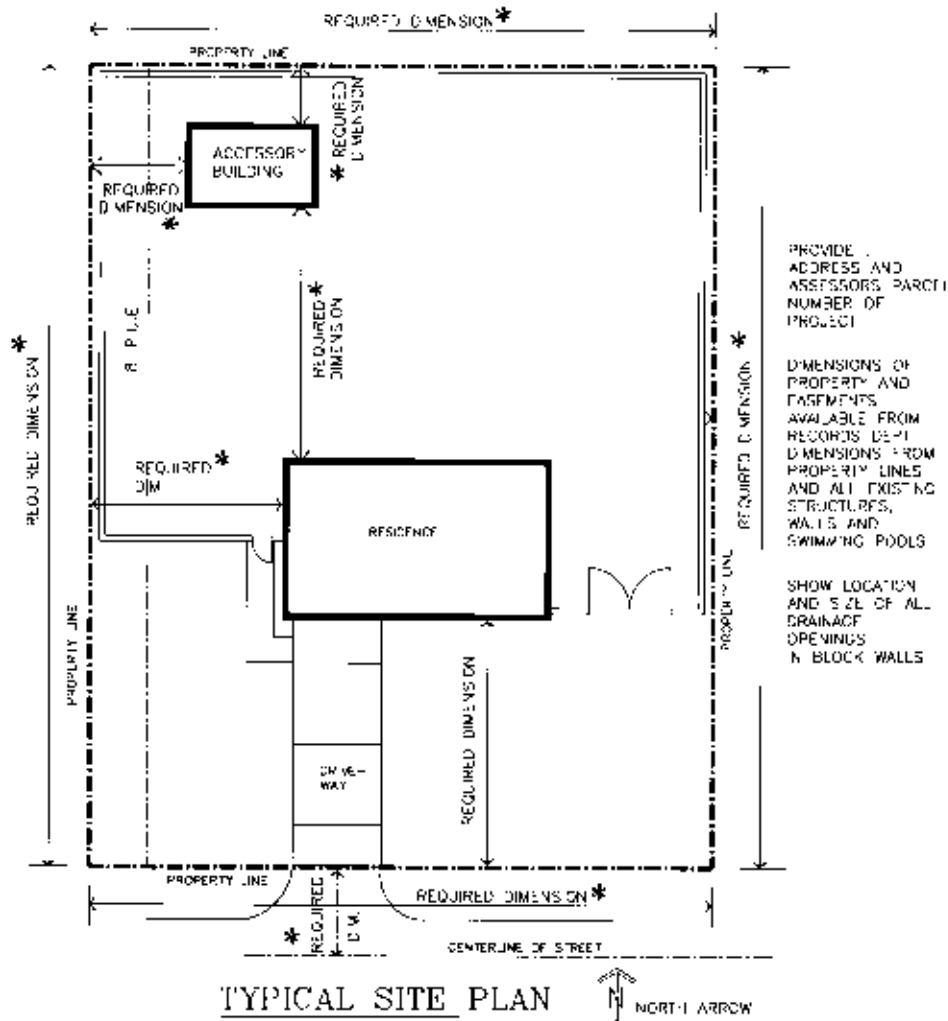 REQUIRED DIMENSION*
PROPERTY LINE
ACCESSORY
BUILDING
* REQUIRED
DIMENSION
REQUIRED
DIMENSION
*
8' P.U.E
REQUIRED*
DIMENSION
REQUIRED DIMENSION *
REQUIRED*
DIM
RESIDENCE
REQUIRED DIMENSION *
PROPERTY LINE
PROPERTY LINE
REQUIRED DIMENSION
DRIVE-
WAY
PROPERTY LINE
REQUIRED DIMENSION*
* REQUIRED
DIM.
CENTERLINE OF STREET
TYPICAL SITE PLAN
N
NORTH ARROW
PROVIDE
ADDRESS AND
ASSESSORS PARCEL
NUMBER OF
PROJECT
DIMENSIONS OF
PROPERTY AND
EASEMENTS
AVAILABLE FROM
RECORDS DEPT
DIMENSIONS FROM
PROPERTY LINES
AND ALL EXISTING
STRUCTURES,
WALLS AND
SWIMMING POOLS
SHOW LOCATION
AND SIZE OF ALL
DRAINAGE
OPENINGS
IN BLOCK WALLS